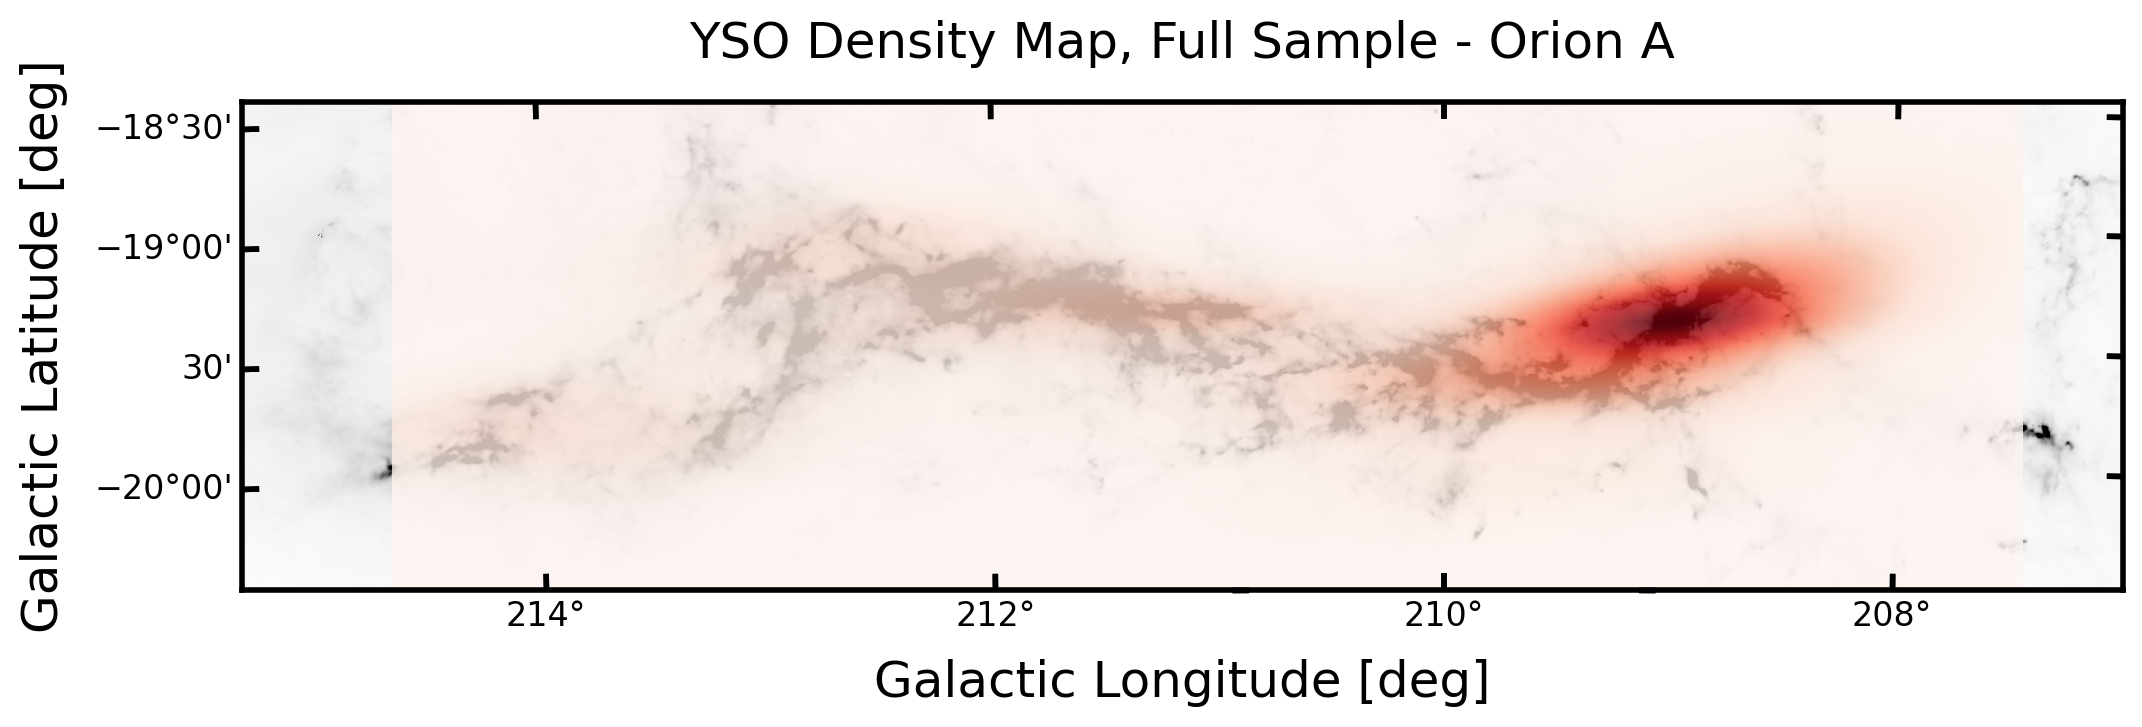 YSO Density Map, Full Sample - Orion A
Galactic Latitude [deg]
−18°30'
−19°00'
30'
−20°00'
214° 212° 210° 208°
Galactic Longitude [deg]